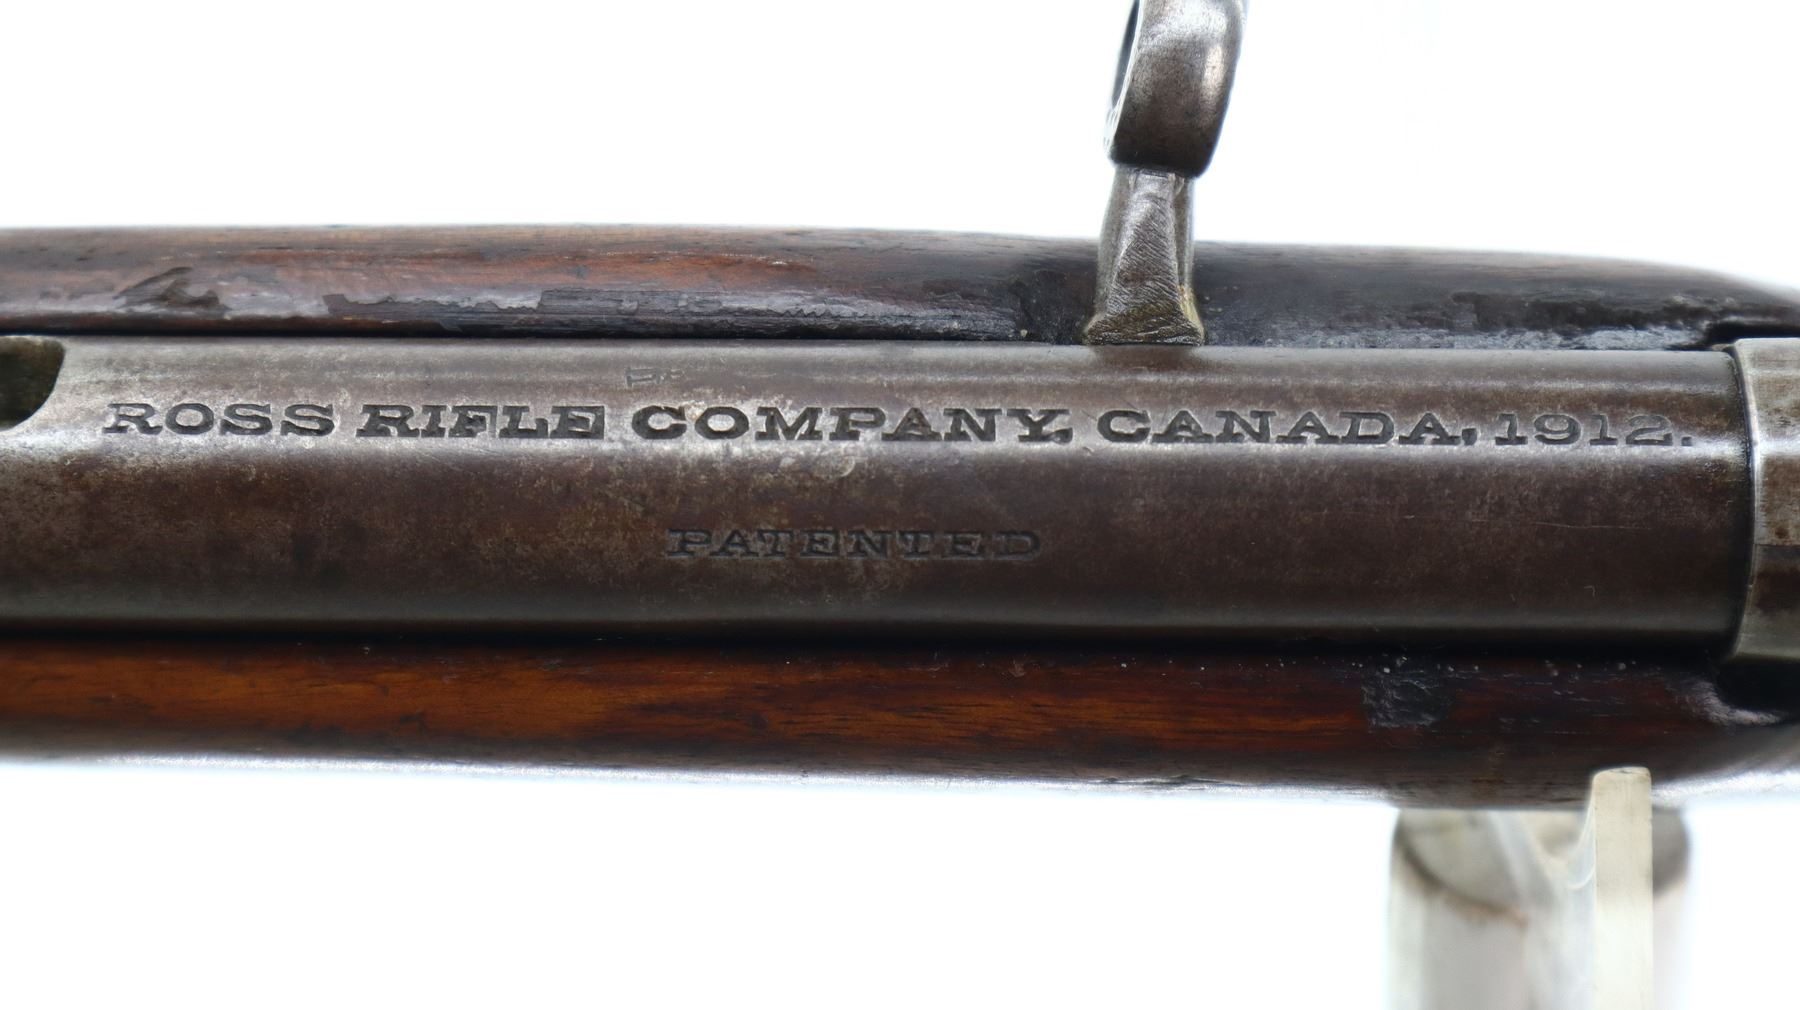 ROSS RIFLE COMPANY, CANADA, 1912.
PATENTED